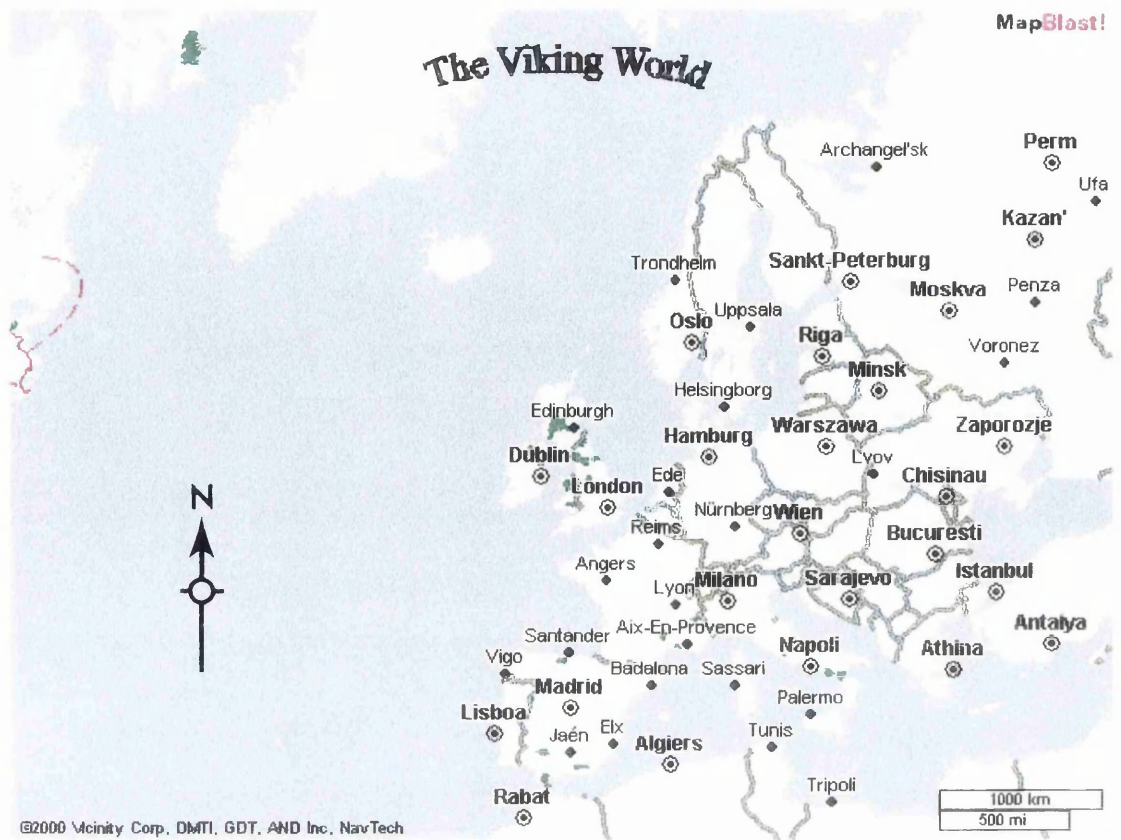 MapBlast!
The Viking World
Archangel'sk
Perm
Ufa
Kazan'
Trondheim
Sankt-Peterburg
Moskva
Penza
Oslo
Uppsala
Riga
Voronez
Minsk
Helsingborg
Edinburgh
Hamburg
Warszawa
Zaporozje
Dublin
Ede
L'vov
Chisinau
London
N
Nürnberg
Wien
Reims
Bucuresti
Angers
Lyon
Milano
Sarajevo
Istanbul
Santander
Aix-En-Provence
Napoli
Athina
Antalya
Vigo
Badalona
Sassari
Madrid
Palermo
Lisboa
Jaén
Elx
Algiers
Tunis
Tripoli
Rabat
1000 km
500 mi
©2000 Vicinity Corp, DMTI, GDT, AND Inc, NavTech